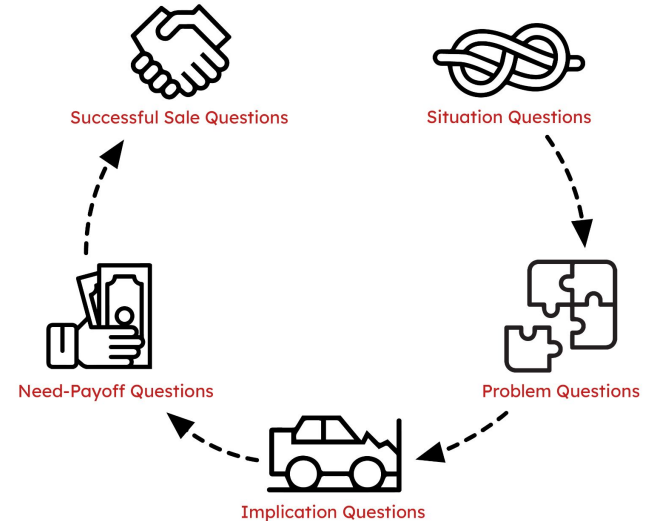 Successful Sale Questions
Situation Questions
Need-Payoff Questions
Problem Questions
Implication Questions